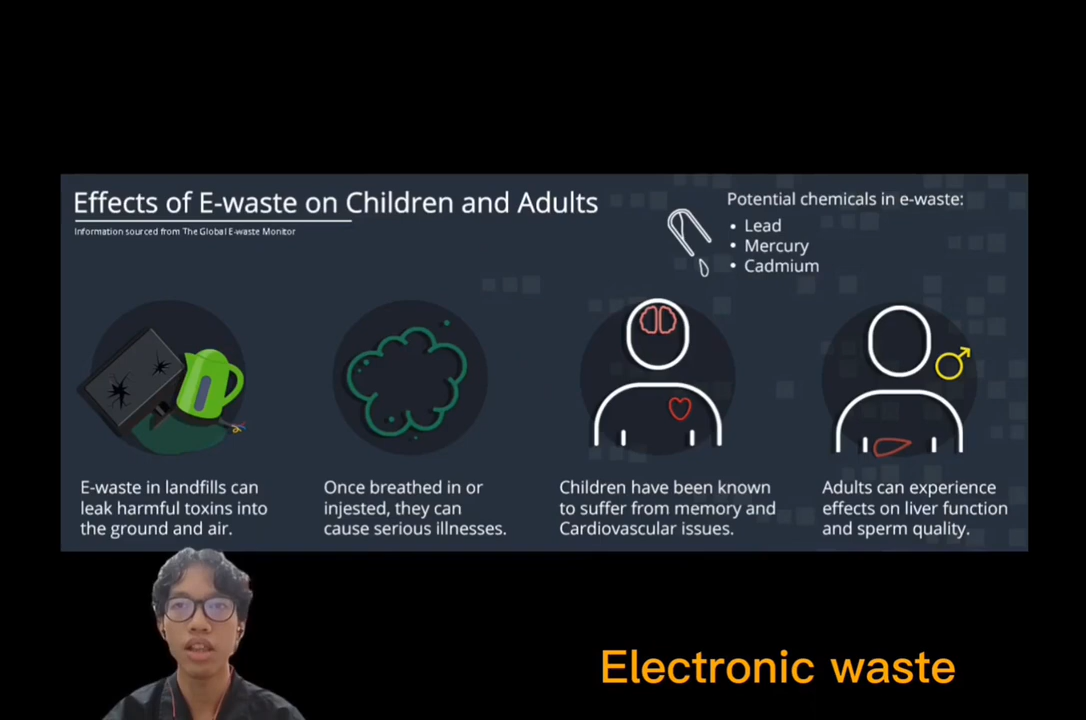 Effects of E-waste on Children and Adults
Information sourced from The Global E-waste Monitor
Potential chemicals in e-waste:
• Lead
• Mercury
• Cadmium
E-waste in landfills can
leak harmful toxins into
the ground and air.
Once breathed in or
injested, they can
cause serious illnesses.
Children have been known
to suffer from memory and
Cardiovascular issues.
Adults can experience
effects on liver function
and sperm quality.
Electronic waste